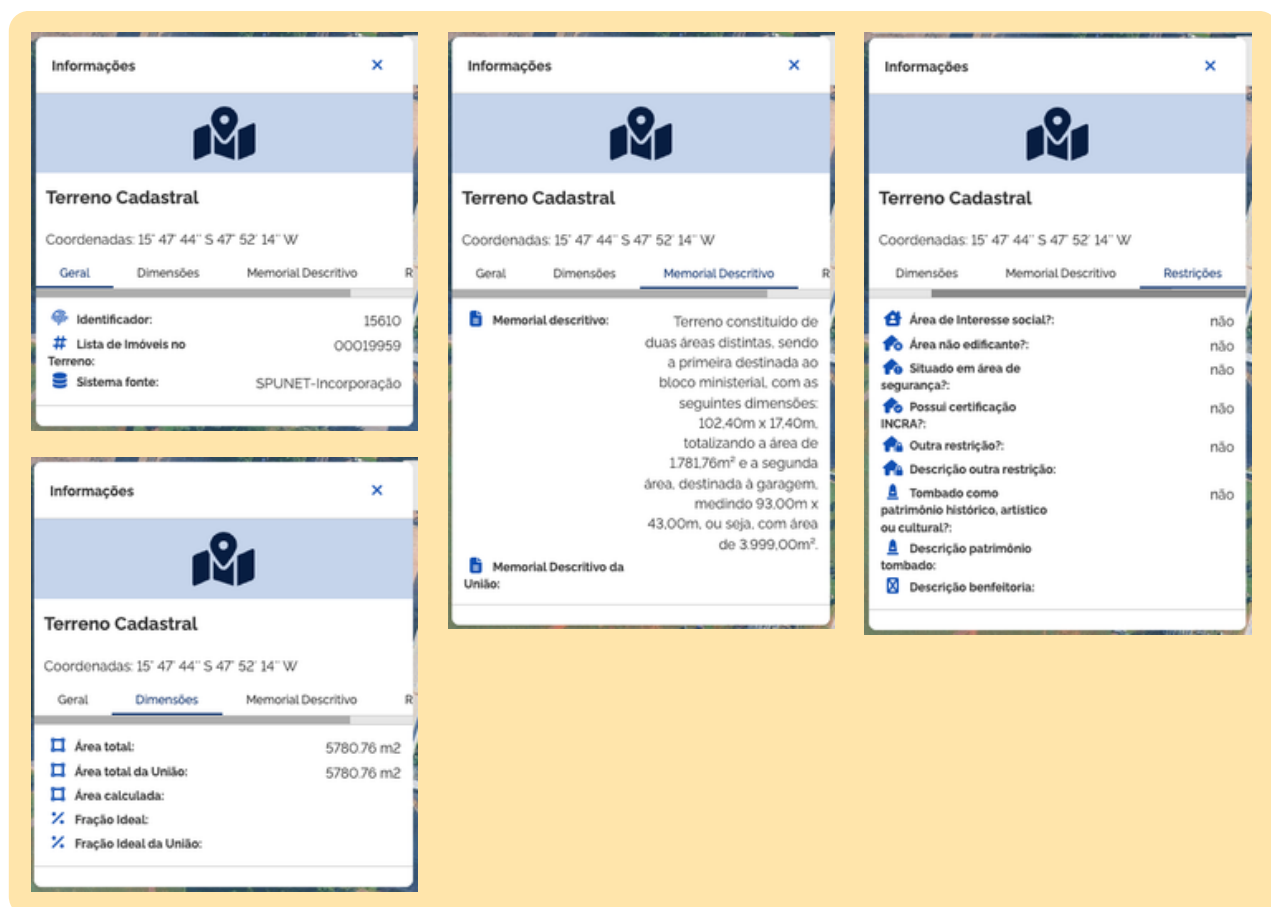 Informações ×
Terreno Cadastral
Coordenadas: 15° 47' 44'' S 47° 52' 14'' W
Geral Dimensões Memorial Descritivo R
Identificador: 15610
Lista de Imóveis no 00019959
Terreno:
Sistema fonte: SPUNET-Incorporação
Informações ×
Terreno Cadastral
Coordenadas: 15° 47' 44'' S 47° 52' 14'' W
Geral Dimensões Memorial Descritivo R
Área total: 5780.76 m2
Área total da União: 5780.76 m2
Área calculada:
Fração Ideal:
Fração Ideal da União:
Informações ×
Terreno Cadastral
Coordenadas: 15° 47' 44'' S 47° 52' 14'' W
Geral Dimensões Memorial Descritivo R
Memorial descritivo: Terreno constituído de
duas áreas distintas, sendo
a primeira destinada ao
bloco ministerial, com as
seguintes dimensões:
102,40m x 17,40m,
totalizando a área de
1.781,76m² e a segunda
área, destinada à garagem,
medindo 93,00m x
43,00m, ou seja, com área
de 3.999,00m².
Memorial Descritivo da
União:
Informações ×
Terreno Cadastral
Coordenadas: 15° 47' 44'' S 47° 52' 14'' W
Dimensões Memorial Descritivo Restrições
Área de Interesse social?: não
Área não edificante?: não
Situado em área de não
segurança?:
Possui certificação não
INCRA?:
Outra restrição?: não
Descrição outra restrição:
Tombado como não
patrimônio histórico, artístico
ou cultural?:
Descrição patrimônio
tombado:
Descrição benfeitoria: